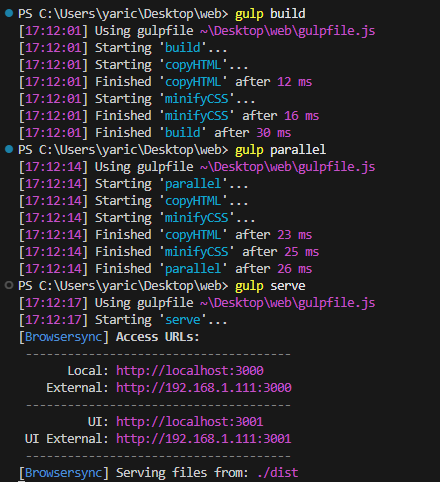 PS C:\Users\yaric\Desktop\web> gulp build
[17:12:01] Using gulpfile ~\Desktop\web\gulpfile.js
[17:12:01] Starting 'build'...
[17:12:01] Starting 'copyHTML'...
[17:12:01] Finished 'copyHTML' after 12 ms
[17:12:01] Starting 'minifyCSS'...
[17:12:01] Finished 'minifyCSS' after 16 ms
[17:12:01] Finished 'build' after 30 ms
PS C:\Users\yaric\Desktop\web> gulp parallel
[17:12:14] Using gulpfile ~\Desktop\web\gulpfile.js
[17:12:14] Starting 'parallel'...
[17:12:14] Starting 'copyHTML'...
[17:12:14] Starting 'minifyCSS'...
[17:12:14] Finished 'copyHTML' after 23 ms
[17:12:14] Finished 'minifyCSS' after 25 ms
[17:12:14] Finished 'parallel' after 26 ms
PS C:\Users\yaric\Desktop\web> gulp serve
[17:12:17] Using gulpfile ~\Desktop\web\gulpfile.js
[17:12:17] Starting 'serve'...
[Browsersync] Access URLs:
--------------------------------------
Local: http://localhost:3000
External: http://192.168.1.111:3000
--------------------------------------
UI: http://localhost:3001
UI External: http://192.168.1.111:3001
--------------------------------------
[Browsersync] Serving files from: ./dist